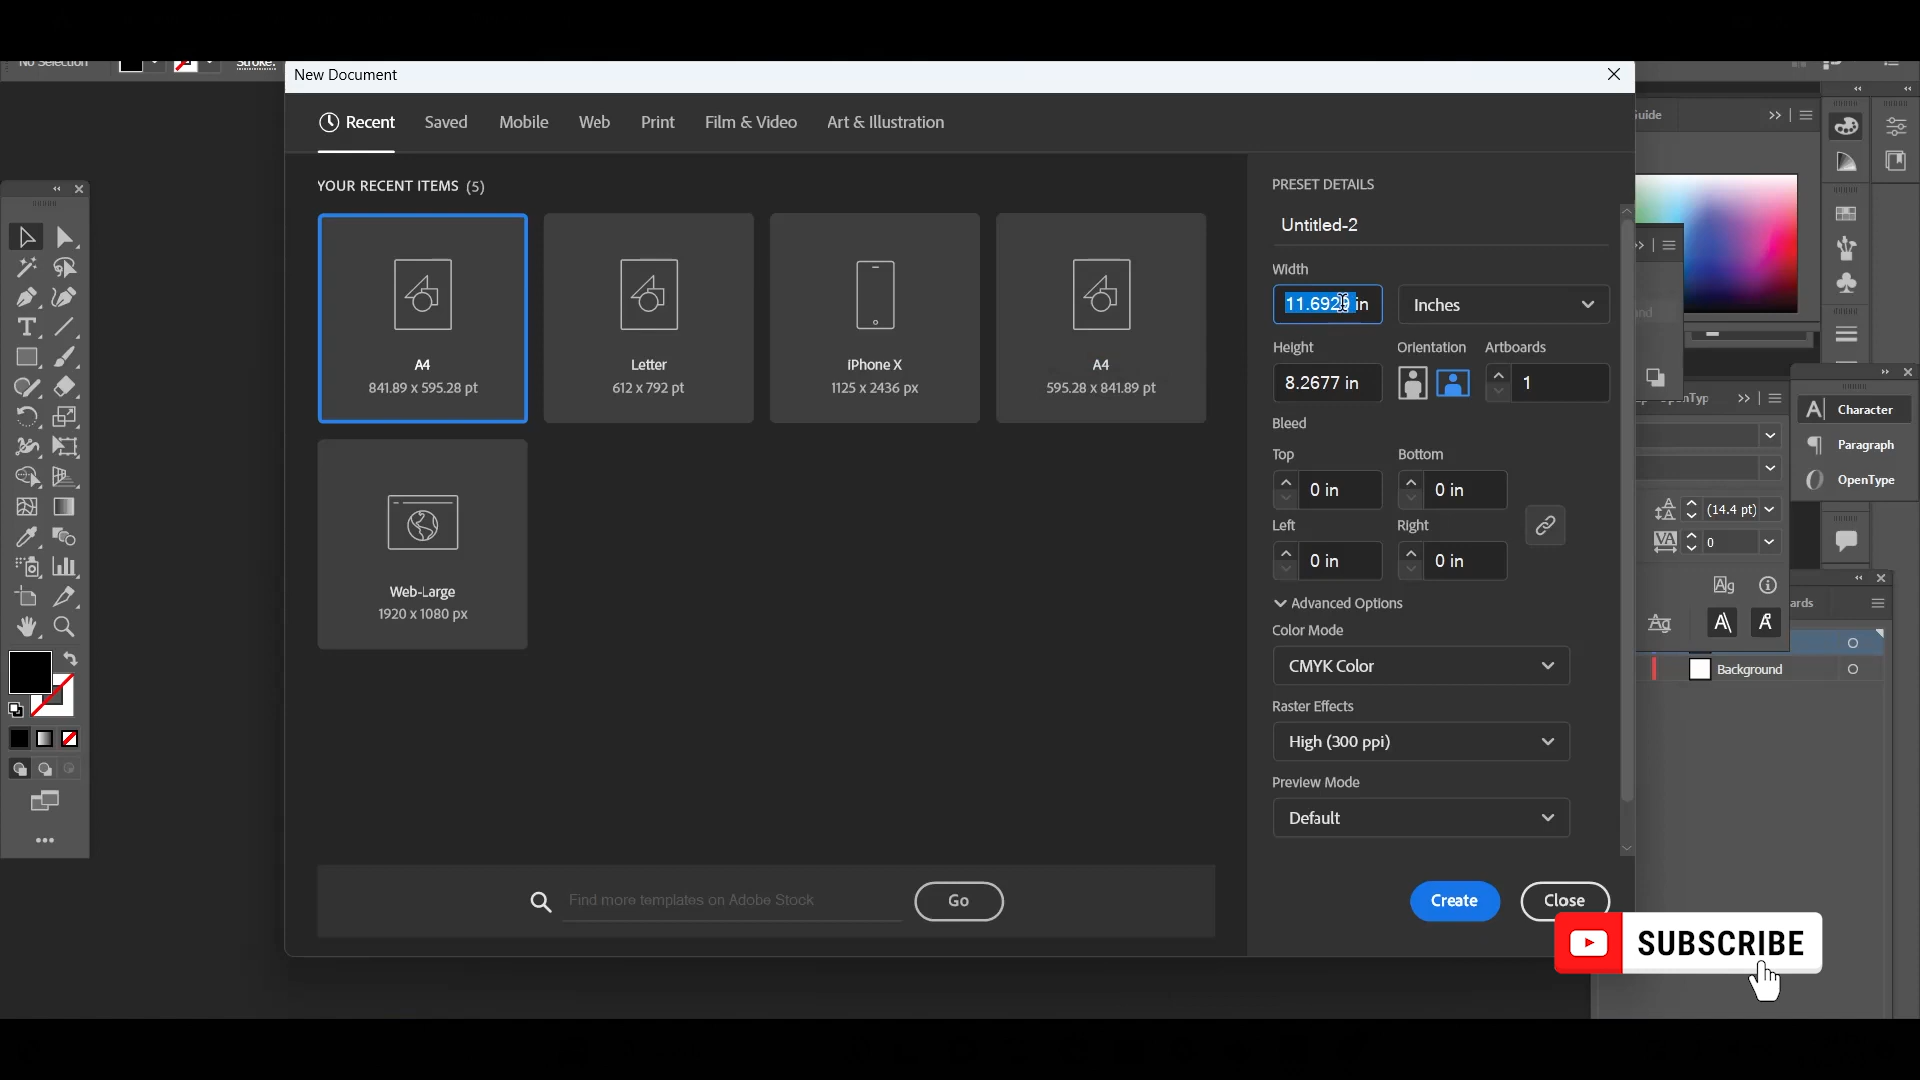 No Selection
Stroke:
New Document
Recent
Saved
Mobile
Web
Print
Film & Video
Art & Illustration
YOUR RECENT ITEMS (5)
A4
841.89 x 595.28 pt
Letter
612 x 792 pt
iPhone X
1125 x 2436 px
A4
595.28 x 841.89 pt
Web-Large
1920 x 1080 px
Find more templates on Adobe Stock
Go
PRESET DETAILS
Untitled-2
Width
11.6929 in
Inches
Height
Orientation
Artboards
8.2677 in
1
Bleed
Top
Bottom
0 in
0 in
Left
Right
0 in
0 in
Advanced Options
Color Mode
CMYK Color
Raster Effects
High (300 ppi)
Preview Mode
Default
Create
Close
SUBSCRIBE
Character
Paragraph
OpenType
(14.4 pt)
0
Background